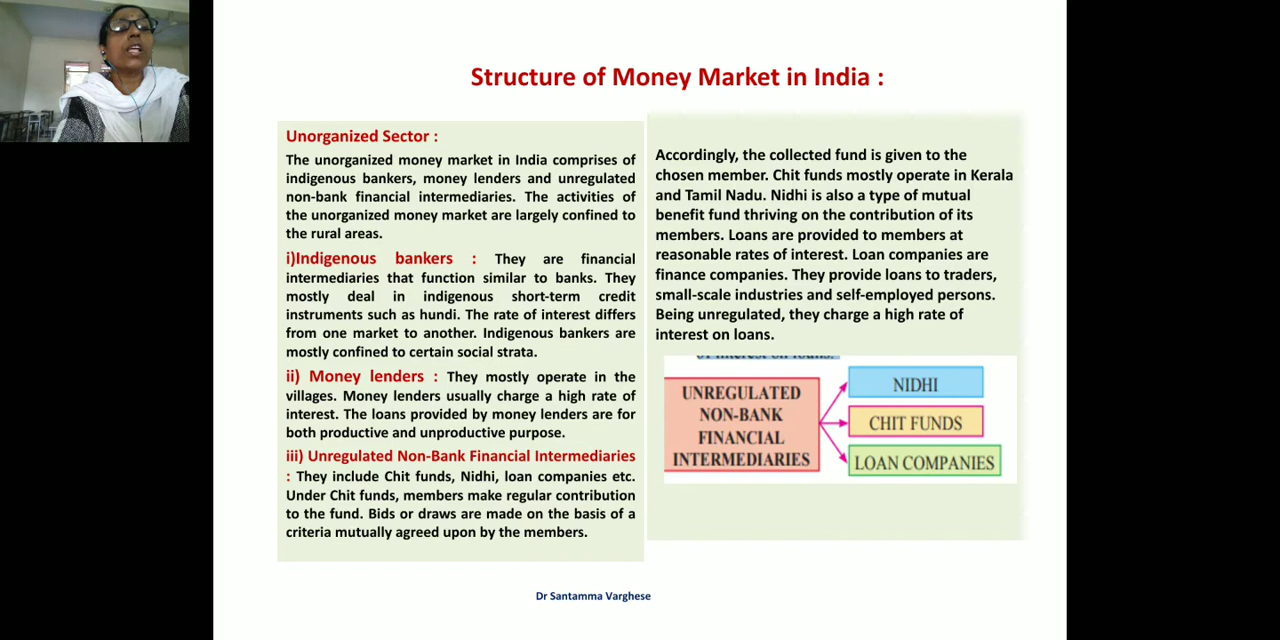 Structure of Money Market in India :
Unorganized Sector :
The unorganized money market in India comprises of
indigenous bankers, money lenders and unregulated
non-bank financial intermediaries. The activities of
the unorganized money market are largely confined to
the rural areas.
i)Indigenous bankers : They are financial
intermediaries that function similar to banks. They
mostly deal in indigenous short-term credit
instruments such as hundi. The rate of interest differs
from one market to another. Indigenous bankers are
mostly confined to certain social strata.
ii) Money lenders : They mostly operate in the
villages. Money lenders usually charge a high rate of
interest. The loans provided by money lenders are for
both productive and unproductive purpose.
iii) Unregulated Non-Bank Financial Intermediaries
: They include Chit funds, Nidhi, loan companies etc.
Under Chit funds, members make regular contribution
to the fund. Bids or draws are made on the basis of a
criteria mutually agreed upon by the members.
Accordingly, the collected fund is given to the
chosen member. Chit funds mostly operate in Kerala
and Tamil Nadu. Nidhi is also a type of mutual
benefit fund thriving on the contribution of its
members. Loans are provided to members at
reasonable rates of interest. Loan companies are
finance companies. They provide loans to traders,
small-scale industries and self-employed persons.
Being unregulated, they charge a high rate of
interest on loans.
of interest on loans.
UNREGULATED
NON-BANK
FINANCIAL
INTERMEDIARIES
NIDHI
CHIT FUNDS
LOAN COMPANIES
Dr Santamma Varghese